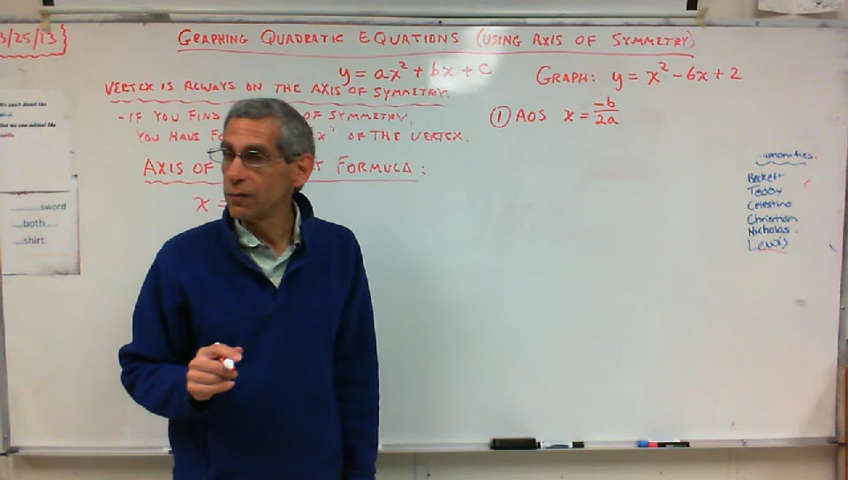 3/25/13}
GRAPHING QUADRATIC EQUATIONS (USING AXIS OF SYMMETRY)
y = ax² + bx + c
VERTEX IS ALWAYS ON THE AXIS OF SYMMETRY.
- IF YOU FIND OF SYMMETRY,
YOU HAVE "X" OF THE VERTEX.
AXIS OF FORMULA:
x =
GRAPH: y = x² - 6x + 2
① AOS x = -b/2a
sword
both
shirt
Beckett
Teddy
Celestino
Christian
Nicholas
Lewis